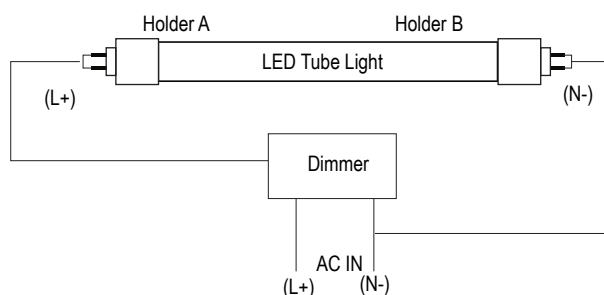 Holder A Holder B
LED Tube Light
(L+) (N-)
Dimmer
AC IN
(L+) (N-)